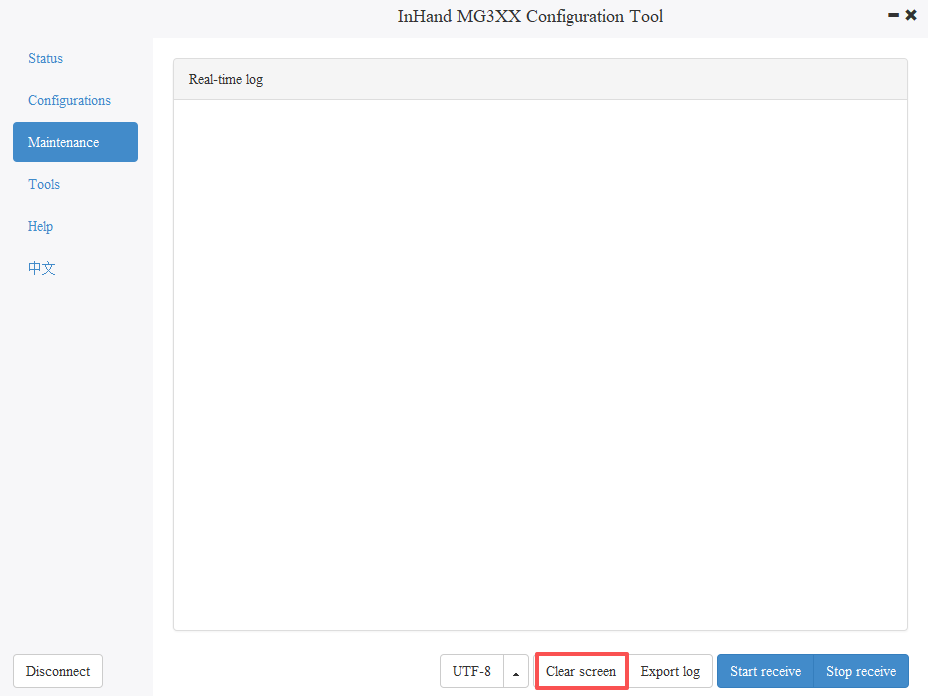 InHand MG3XX Configuration Tool
Status
Configurations
Maintenance
Tools
Help
中文
Real-time log
Disconnect
UTF-8 Clear screen Export log Start receive Stop receive